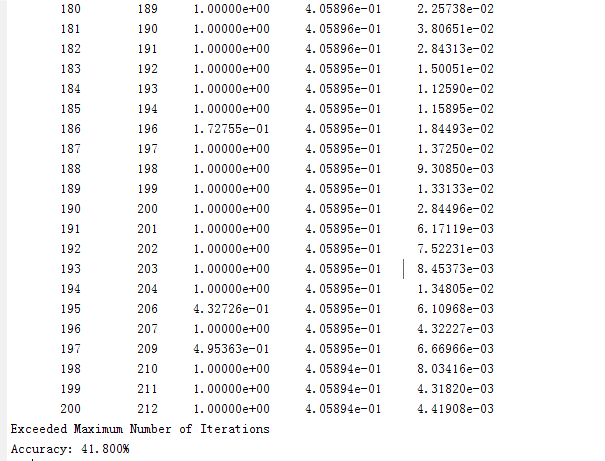 180 189 1.00000e+00 4.05896e-01 2.25738e-02
181 190 1.00000e+00 4.05896e-01 3.80651e-02
182 191 1.00000e+00 4.05896e-01 2.84313e-02
183 192 1.00000e+00 4.05895e-01 1.50051e-02
184 193 1.00000e+00 4.05895e-01 1.12590e-02
185 194 1.00000e+00 4.05895e-01 1.15895e-02
186 196 1.72755e-01 4.05895e-01 1.84493e-02
187 197 1.00000e+00 4.05895e-01 1.37250e-02
188 198 1.00000e+00 4.05895e-01 9.30850e-03
189 199 1.00000e+00 4.05895e-01 1.33133e-02
190 200 1.00000e+00 4.05895e-01 2.84496e-02
191 201 1.00000e+00 4.05895e-01 6.17119e-03
192 202 1.00000e+00 4.05895e-01 7.52231e-03
193 203 1.00000e+00 4.05895e-01 8.45373e-03
194 204 1.00000e+00 4.05895e-01 1.34805e-02
195 206 4.32726e-01 4.05895e-01 6.10968e-03
196 207 1.00000e+00 4.05895e-01 4.32227e-03
197 209 4.95363e-01 4.05895e-01 6.66966e-03
198 210 1.00000e+00 4.05894e-01 8.03416e-03
199 211 1.00000e+00 4.05894e-01 4.31820e-03
200 212 1.00000e+00 4.05894e-01 4.41908e-03
Exceeded Maximum Number of Iterations
Accuracy: 41.800%